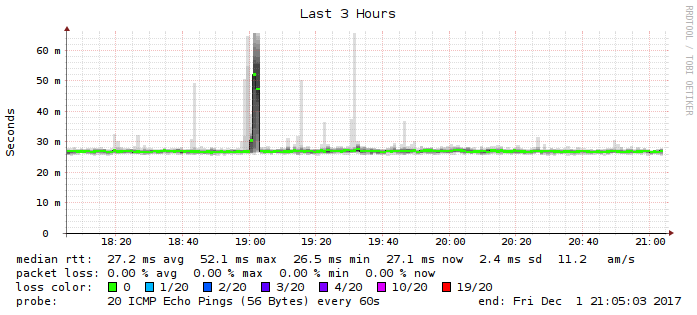 Last 3 Hours
RRDTOOL / TOBI OETIKER
Seconds
60 m
50 m
40 m
30 m
20 m
10 m
0
18:20 18:40 19:00 19:20 19:40 20:00 20:20 20:40 21:00
median rtt: 27.2 ms avg 52.1 ms max 26.5 ms min 27.1 ms now 2.4 ms sd 11.2 am/s
packet loss: 0.00 % avg 0.00 % max 0.00 % min 0.00 % now
loss color: 0 1/20 2/20 3/20 4/20 10/20 19/20
probe: 20 ICMP Echo Pings (56 Bytes) every 60s end: Fri Dec 1 21:05:03 2017